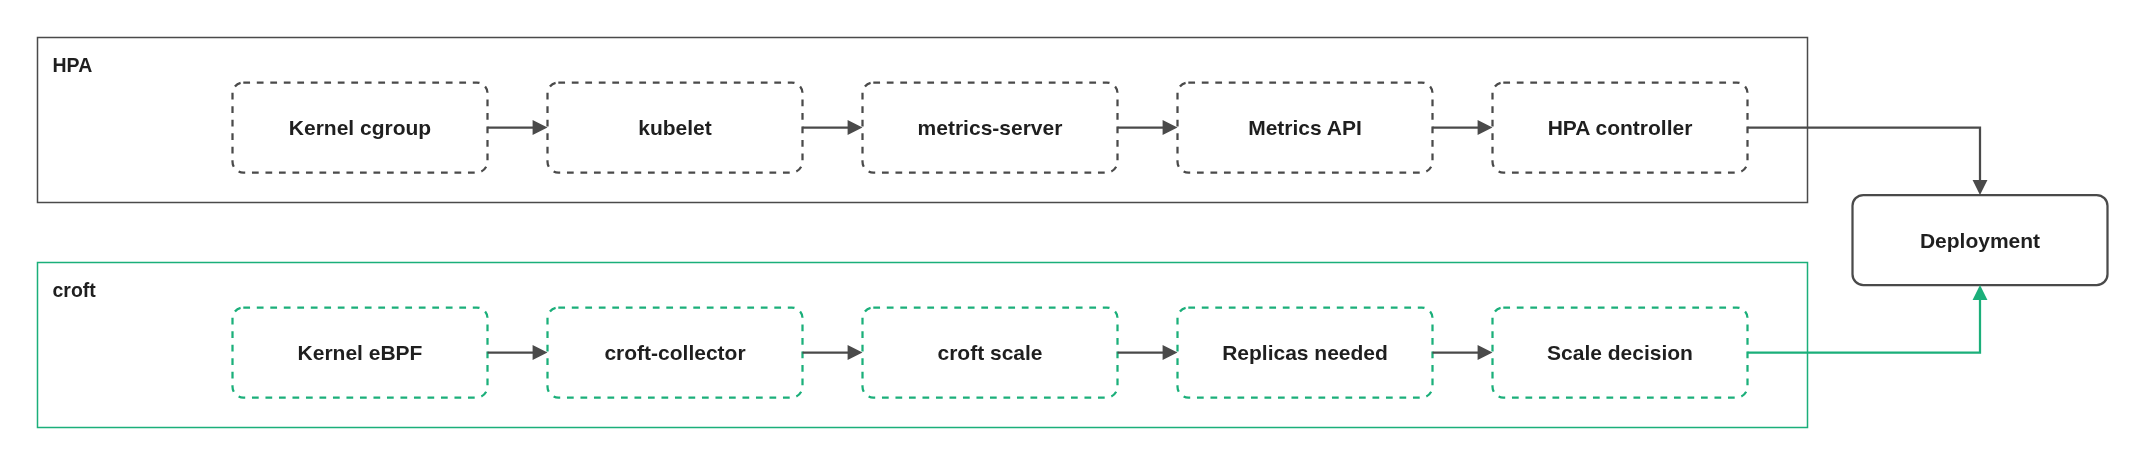 HPA
Kernel cgroup
kubelet
metrics-server
Metrics API
HPA controller
Deployment
croft
Kernel eBPF
croft-collector
croft scale
Replicas needed
Scale decision